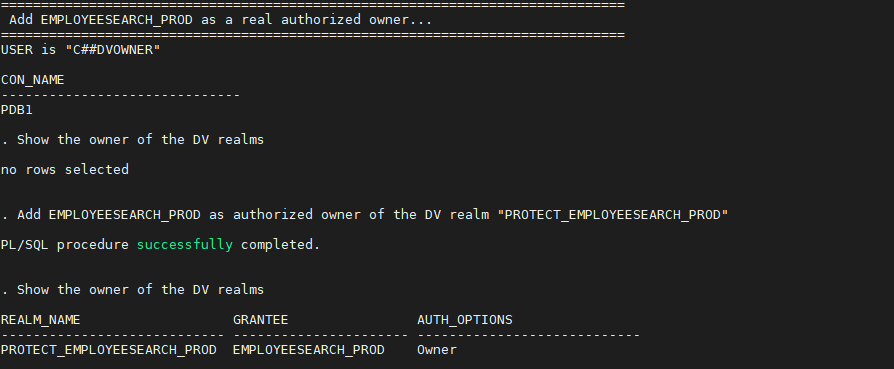 ==============================================================================
Add EMPLOYEESEARCH_PROD as a real authorized owner...
==============================================================================
USER is "C##DVOWNER"
CON_NAME
------------------------------
PDB1
. Show the owner of the DV realms
no rows selected
. Add EMPLOYEESEARCH_PROD as authorized owner of the DV realm "PROTECT_EMPLOYEESEARCH_PROD"
PL/SQL procedure successfully completed.
. Show the owner of the DV realms
REALM_NAME                   GRANTEE                AUTH_OPTIONS
---------------------------- ---------------------- ----------------------------
PROTECT_EMPLOYEESEARCH_PROD  EMPLOYEESEARCH_PROD    Owner